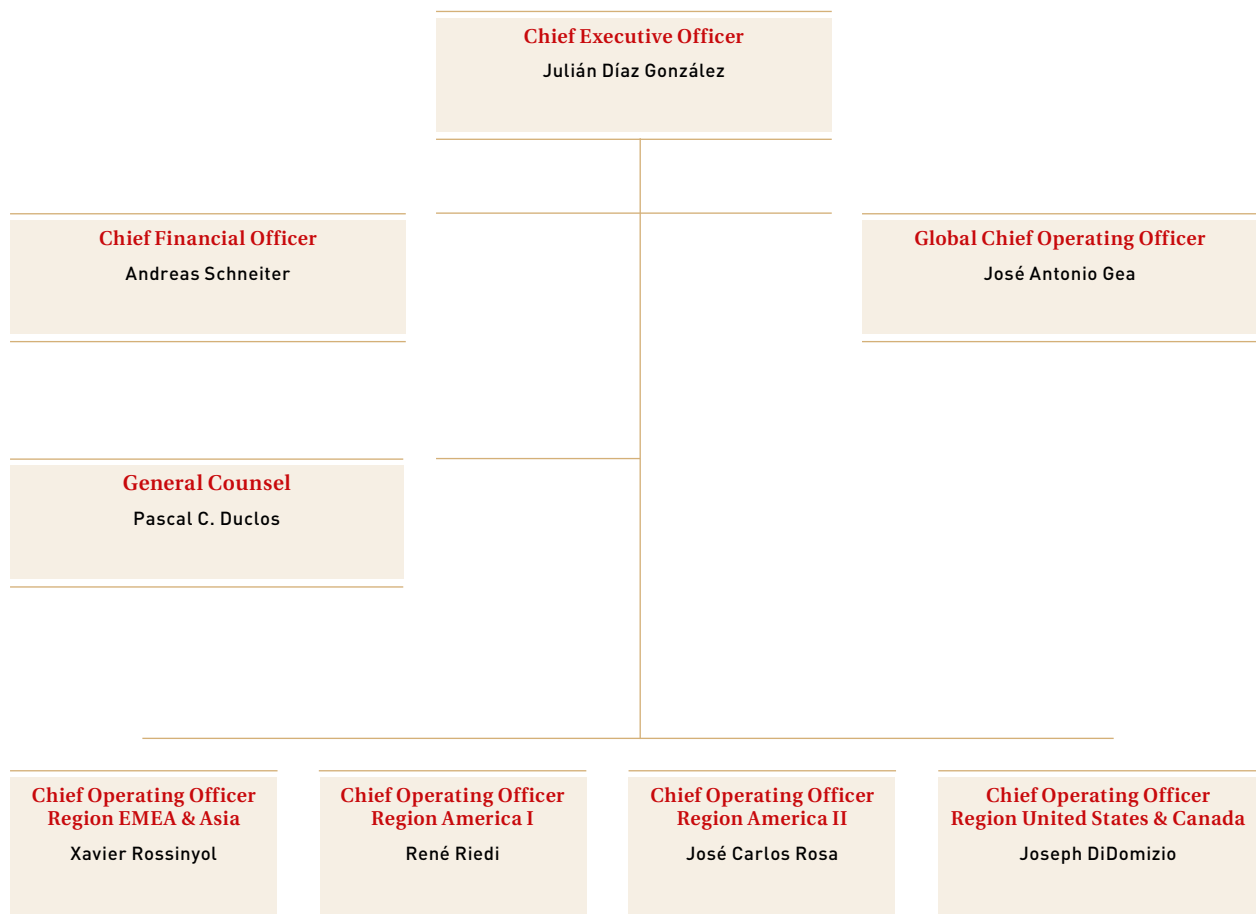 Chief Executive Officer
Julián Díaz González
Chief Financial Officer
Andreas Schneiter
Global Chief Operating Officer
José Antonio Gea
General Counsel
Pascal C. Duclos
Chief Operating Officer
Region EMEA & Asia
Xavier Rossinyol
Chief Operating Officer
Region America I
René Riedi
Chief Operating Officer
Region America II
José Carlos Rosa
Chief Operating Officer
Region United States & Canada
Joseph DiDomizio